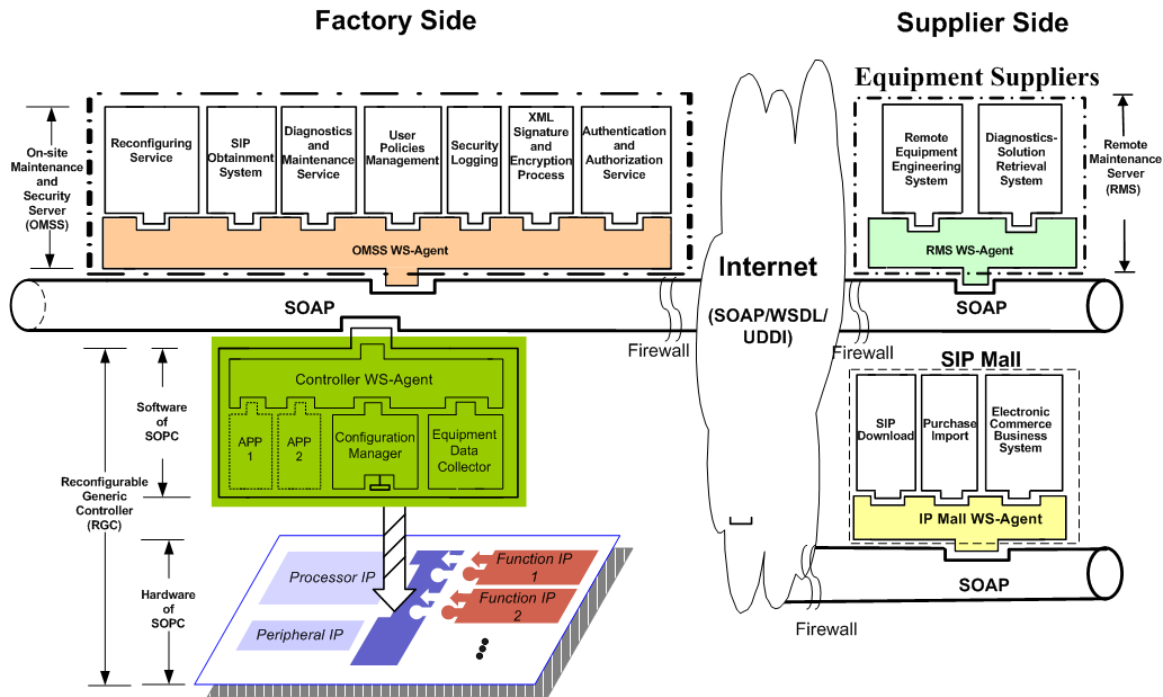 Factory Side
Supplier Side
Equipment Suppliers
On-site
Maintenance and
Security
Server
(OMSS)
Reconfiguring
Service
SIP
Obtainment
System
Diagnostics
and
Maintenance
Service
User
Policies
Management
Security
Logging
XML
Signature
and
Encryption
Process
Authentication
and
Authorization
Service
OMSS WS-Agent
Remote
Equipment
Engineering
System
Diagnostics-
Solution
Retrieval
System
RMS WS-Agent
Remote
Maintenance
Server
(RMS)
Internet
(SOAP/WSDL/
UDDI)
SOAP
SOAP
Firewall
Firewall
Reconfigurable
Generic
Controller
(RGC)
Software
of
SOPC
Controller WS-Agent
APP
1
APP
2
Configuration
Manager
Equipment
Data
Collector
Hardware
of
SOPC
Processor IP
Peripheral IP
Function IP
1
Function IP
2
SIP Mall
SIP
Download
Purchase
Import
Electronic
Commerce
Business
System
IP Mall WS-Agent
SOAP
Firewall